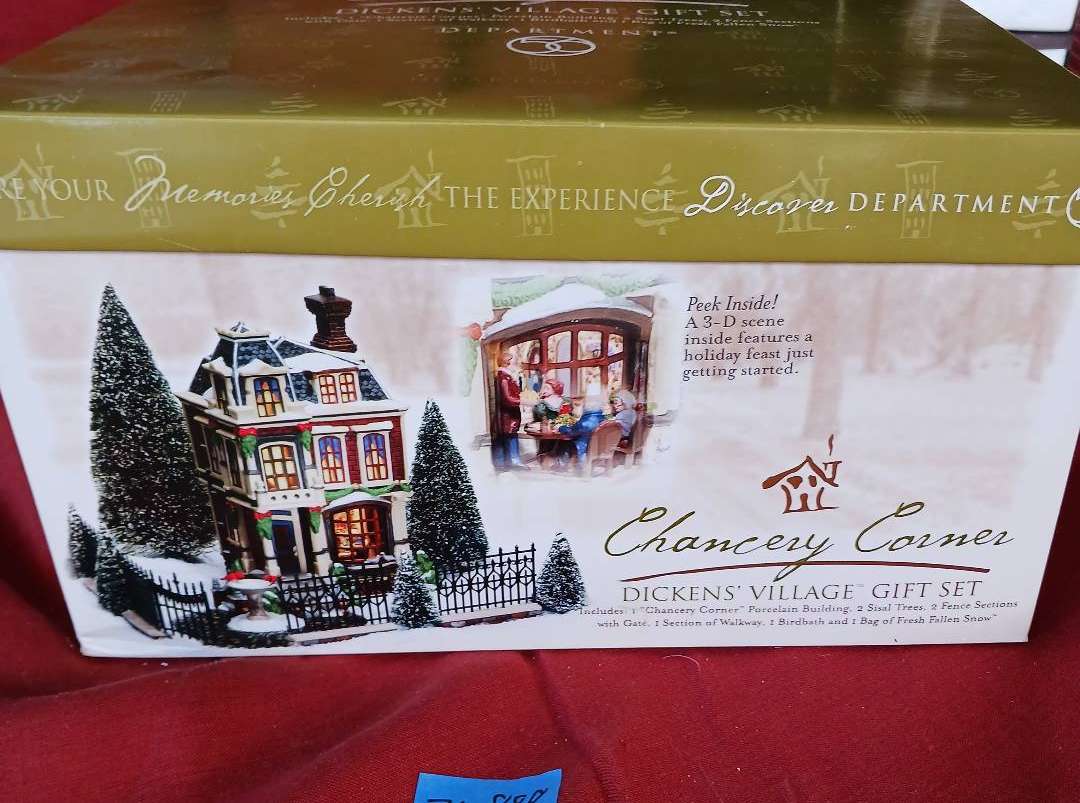 DICKENS' VILLAGE GIFT SET
DEPARTMENT
56
RE YOUR Memories Cherish THE EXPERIENCE Discover DEPARTMENT
Peek Inside!
A 3-D scene
inside features a
holiday feast just
getting started.
Chancery Corner
DICKENS' VILLAGE™ GIFT SET
Includes: 1 "Chancery Corner" Porcelain Building, 2 Sisal Trees, 2 Fence Sections
with Gate, 1 Section of Walkway, 1 Birdbath and 1 Bag of Fresh Fallen Snow™